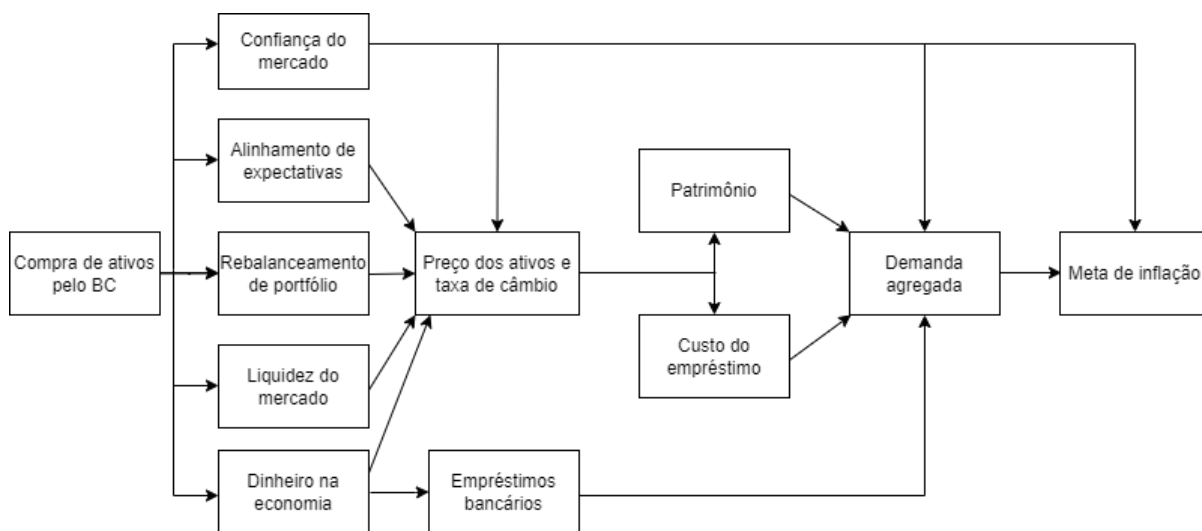 Confiança do
mercado
Alinhamento de
expectativas
Compra de ativos
pelo BC
Rebalanceamento
de portfólio
Preço dos ativos e
taxa de câmbio
Patrimônio
Custo do
empréstimo
Demanda
agregada
Meta de inflação
Liquidez do
mercado
Dinheiro na
economia
Empréstimos
bancários